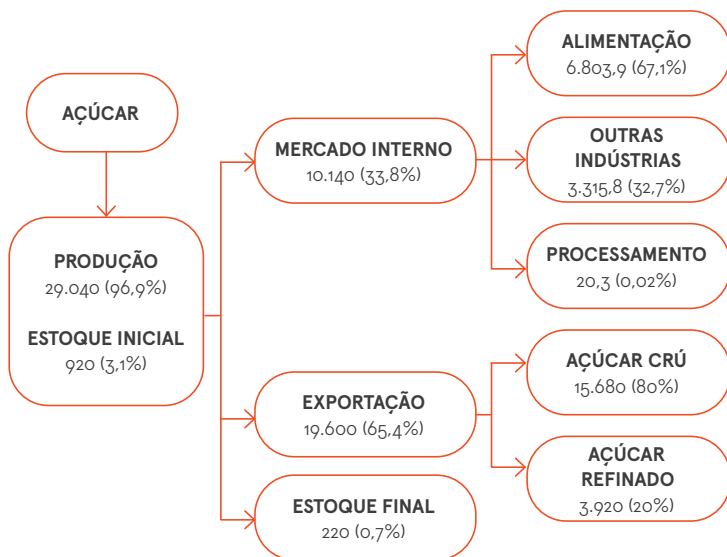 AÇÚCAR
PRODUÇÃO
29.040 (96,9%)
ESTOQUE INICIAL
920 (3,1%)
MERCADO INTERNO
10.140 (33,8%)
EXPORTAÇÃO
19.600 (65,4%)
ESTOQUE FINAL
220 (0,7%)
ALIMENTAÇÃO
6.803,9 (67,1%)
OUTRAS
INDÚSTRIAS
3.315,8 (32,7%)
PROCESSAMENTO
20,3 (0,02%)
AÇÚCAR CRÚ
15.680 (80%)
AÇÚCAR
REFINADO
3.920 (20%)